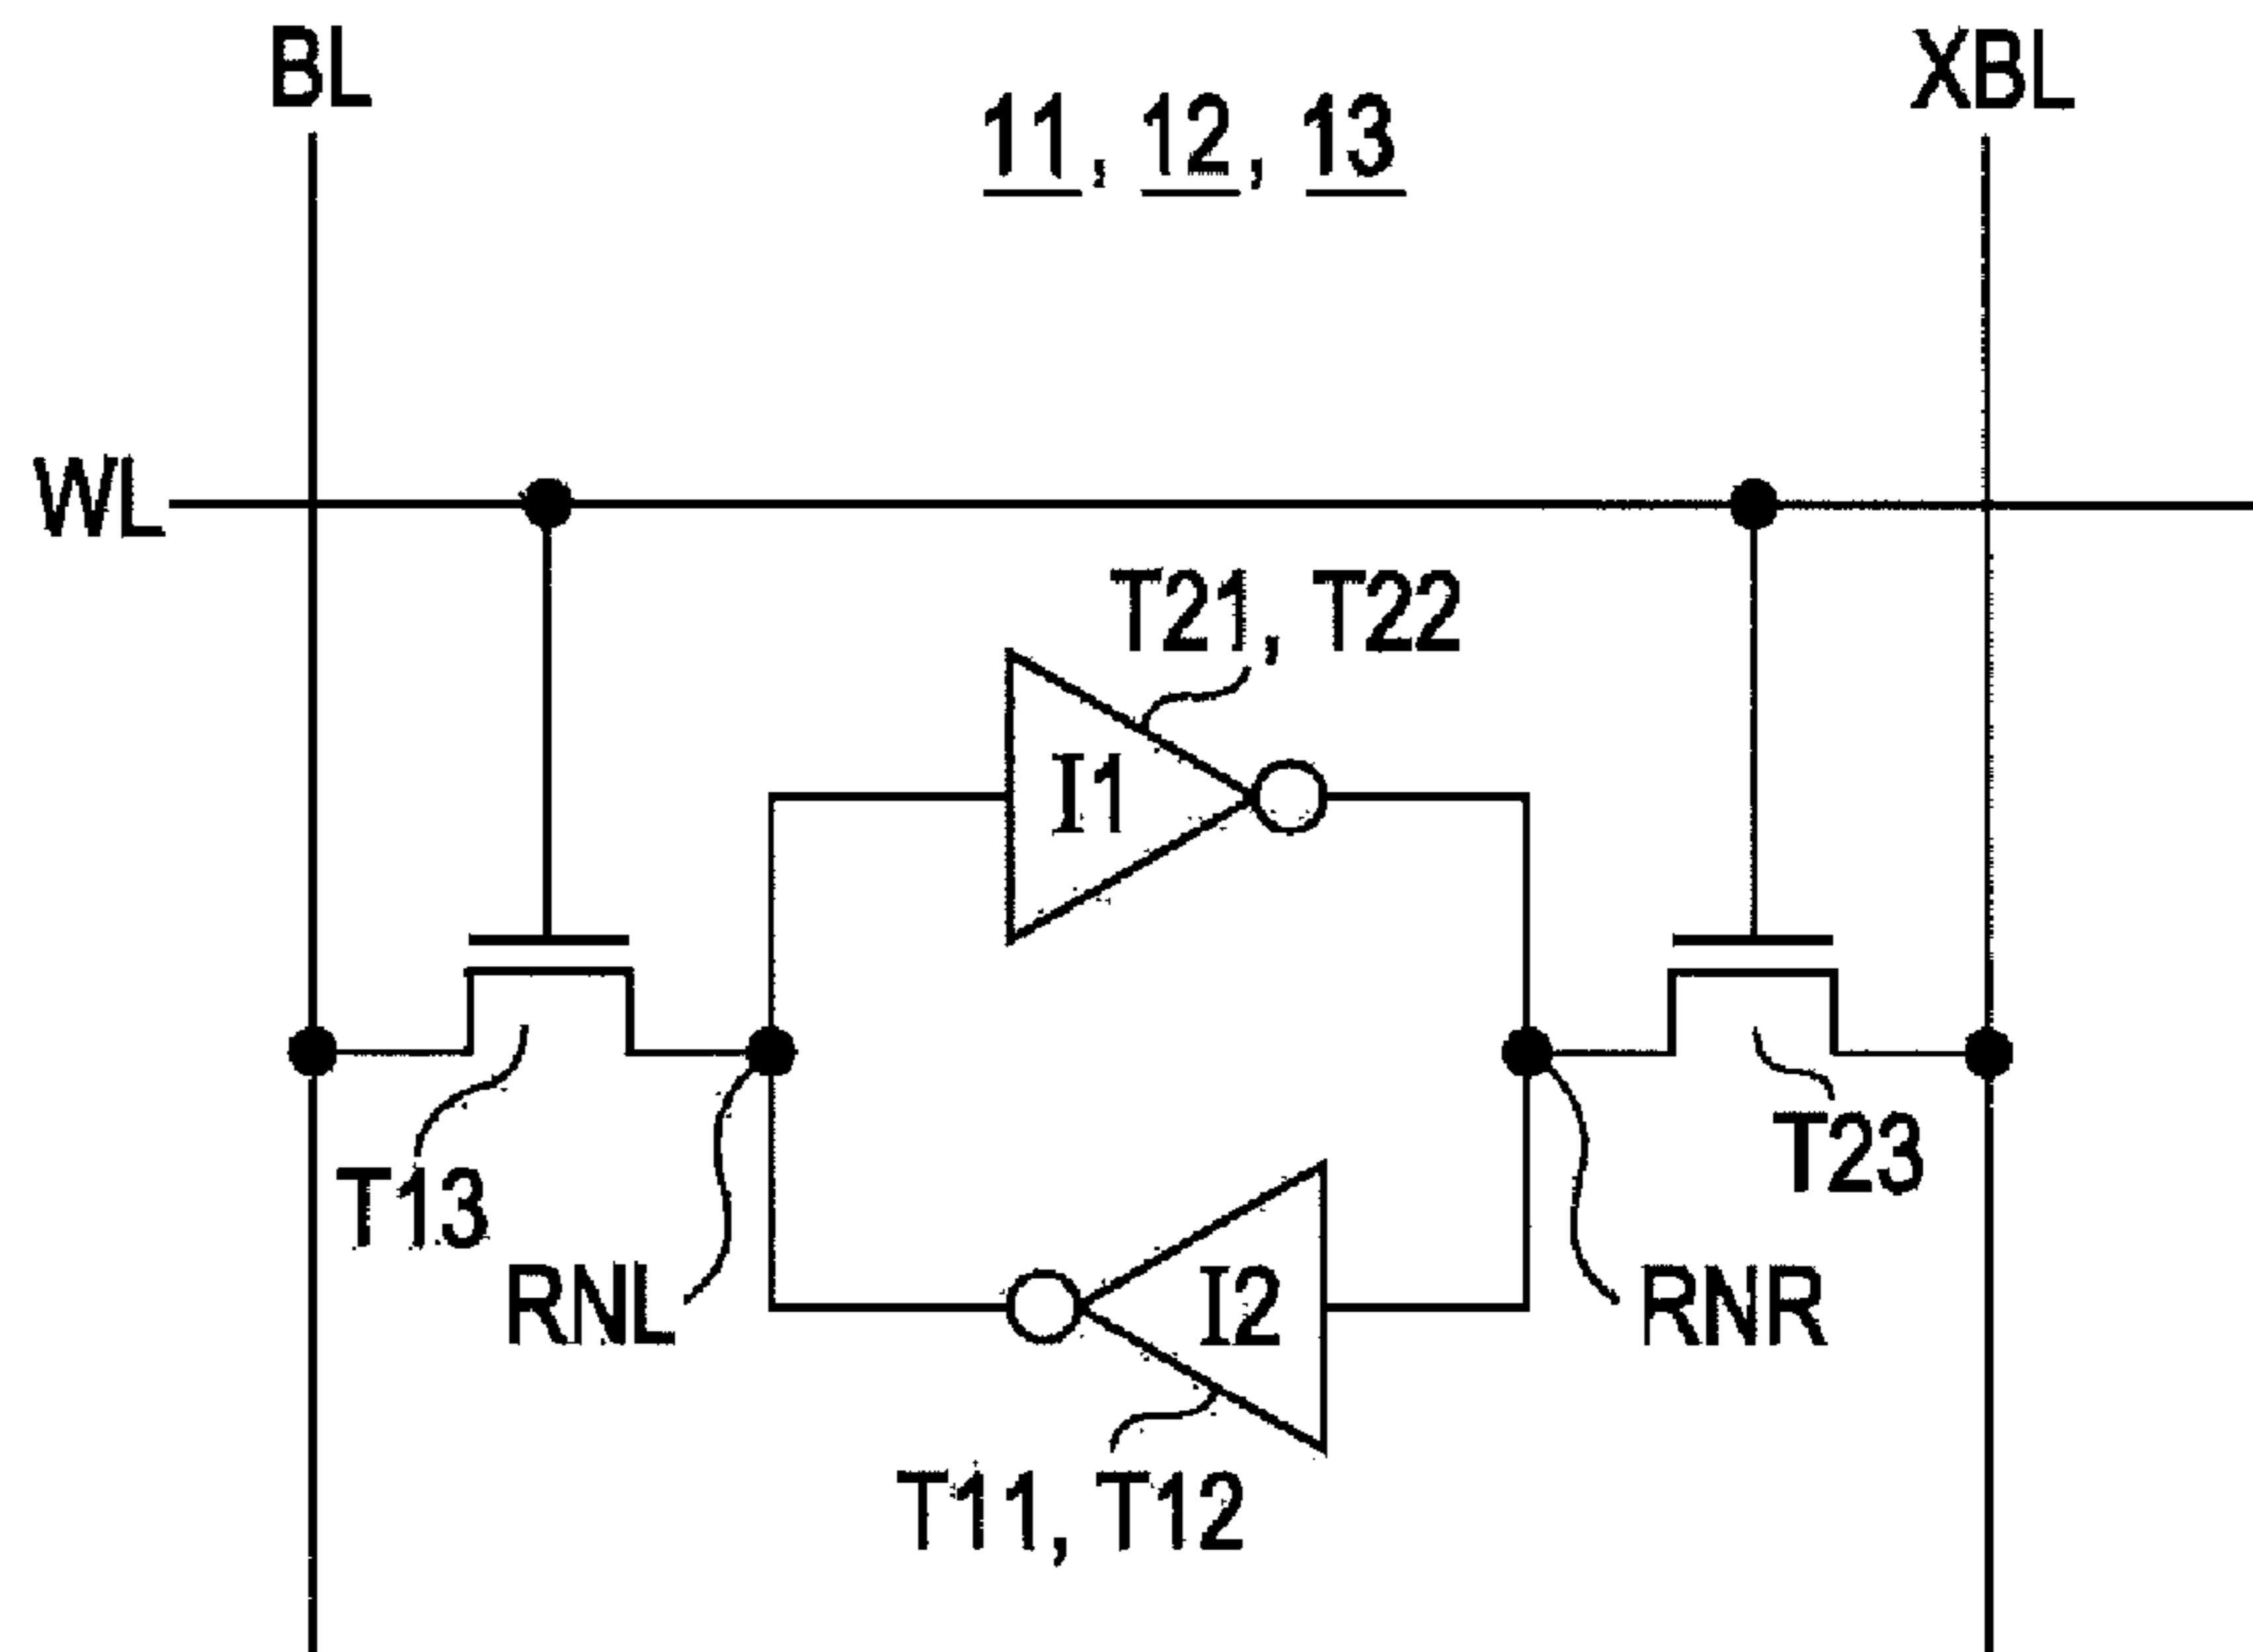 BL
XBL
11, 12, 13
WL
T21, T22
I1
T13
T23
RNL
I2
RNR
T11, T12